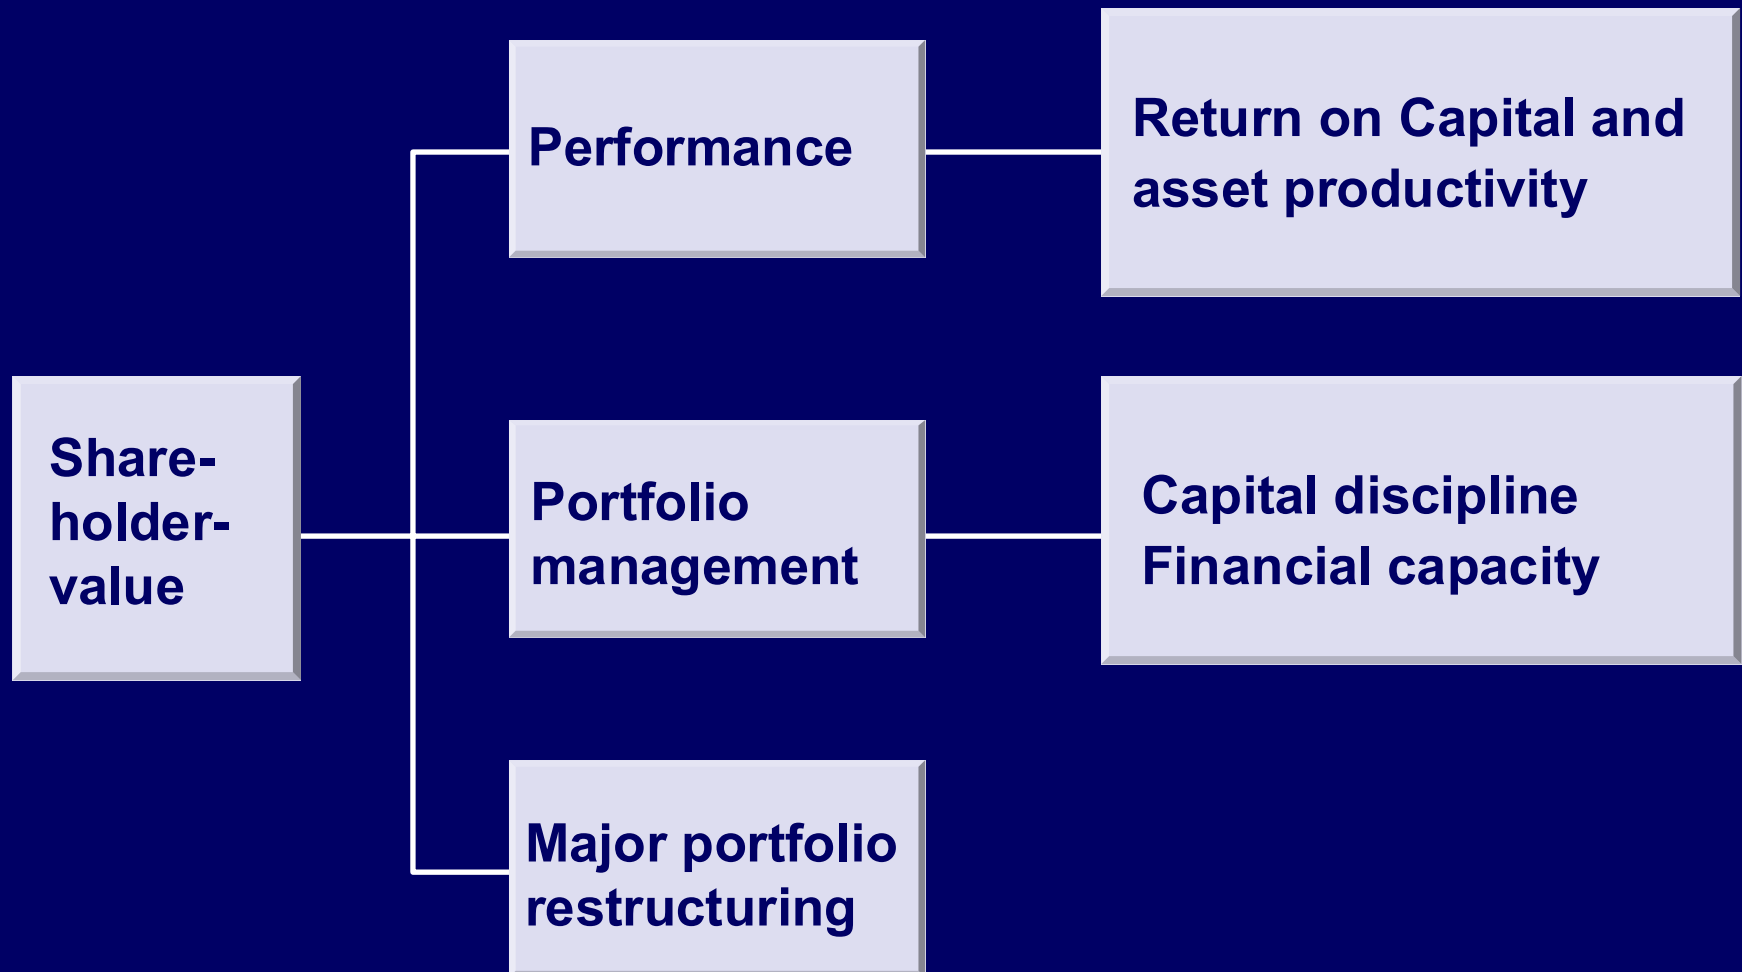 Performance
Return on Capital and
asset productivity
Share-
holder-
value
Portfolio
management
Capital discipline
Financial capacity
Major portfolio
restructuring